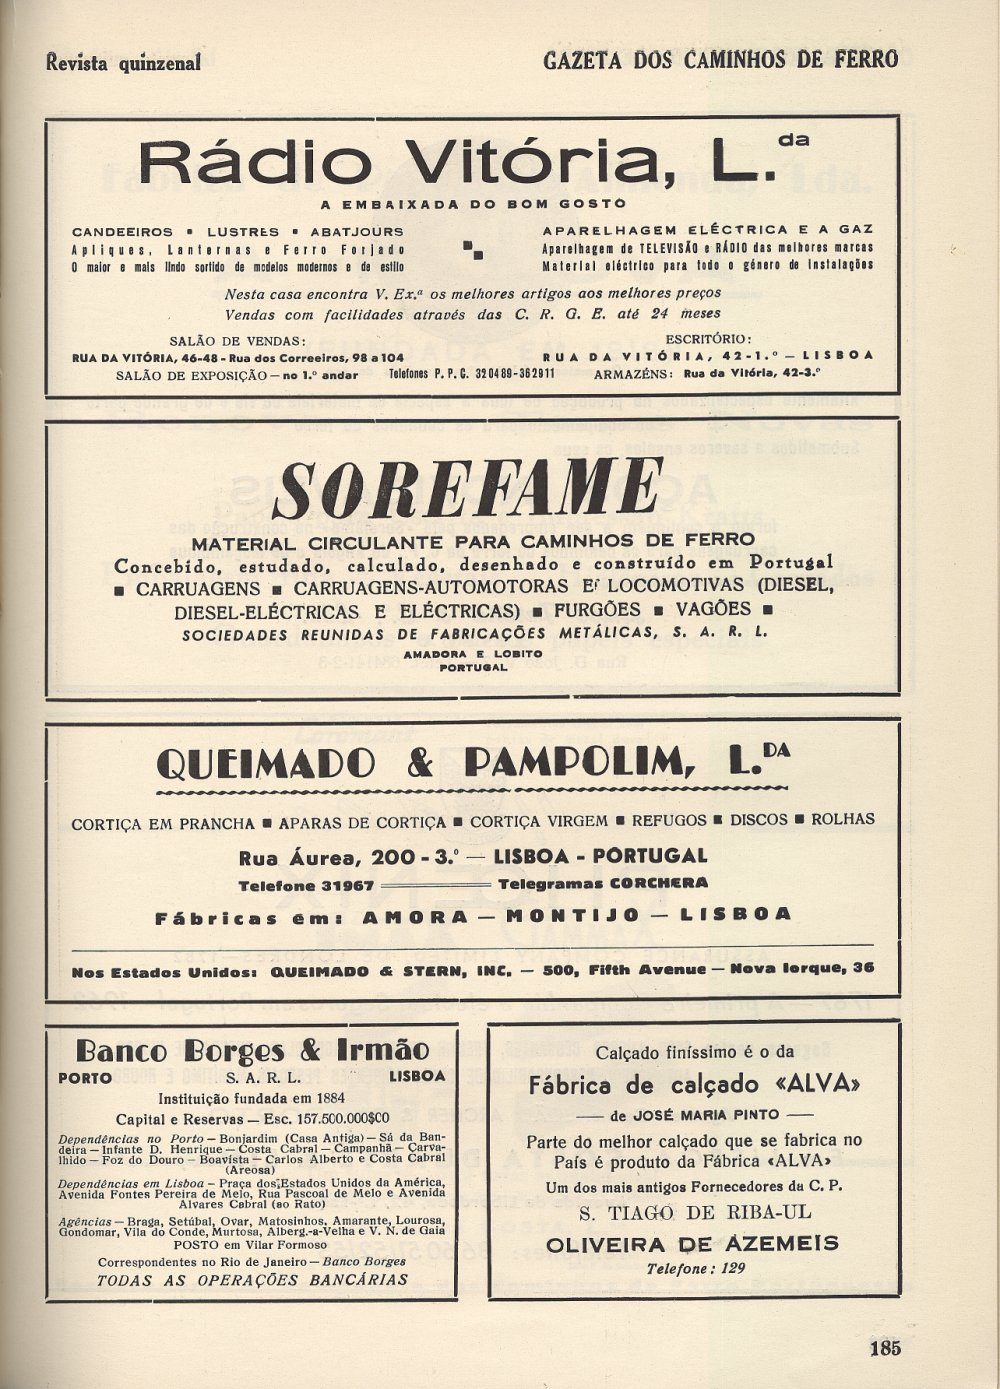 Revista quinzenal
GAZETA DOS CAMINHOS DE FERRO
Rádio Vitória, L.da
A EMBAIXADA DO BOM GOSTO
CANDEEIROS ▪ LUSTRES ▪ ABATJOURS
Apliques, Lanternas e Ferro Forjado
O maior e mais lindo sortido de modelos modernos e de estilo
APARELHAGEM ELÉCTRICA E A GAZ
Aparelhagem de TELEVISÃO e RÁDIO das melhores marcas
Material eléctrico para todo o género de Instalações
Nesta casa encontra V. Ex.ª os melhores artigos aos melhores preços
Vendas com facilidades através das C. R. G. E. até 24 meses
SALÃO DE VENDAS:
RUA DA VITÓRIA, 46-48 - Rua dos Correeiros, 98 a 104
SALÃO DE EXPOSIÇÃO — no 1.º andar
Telefones P. P. C. 320489-362911
ESCRITÓRIO:
RUA DA VITÓRIA, 42-1.º — LISBOA
ARMAZÉNS: Rua da Vitória, 42-3.º
SOREFAME
MATERIAL CIRCULANTE PARA CAMINHOS DE FERRO
Concebido, estudado, calculado, desenhado e construído em Portugal
▪ CARRUAGENS ▪ CARRUAGENS-AUTOMOTORAS E LOCOMOTIVAS (DIESEL,
DIESEL-ELÉCTRICAS E ELÉCTRICAS) ▪ FURGÕES ▪ VAGÕES ▪
SOCIEDADES REUNIDAS DE FABRICAÇÕES METÁLICAS, S. A. R. L.
AMADORA E LOBITO
PORTUGAL
QUEIMADO & PAMPOLIM, L.DA
CORTIÇA EM PRANCHA ▪ APARAS DE CORTIÇA ▪ CORTIÇA VIRGEM ▪ REFUGOS ▪ DISCOS ▪ ROLHAS
Rua Áurea, 200 - 3.º — LISBOA - PORTUGAL
Telefone 31967 ═══ Telegramas CORCHERA
Fábricas em: AMORA — MONTIJO — LISBOA
Nos Estados Unidos: QUEIMADO & STERN, INC. — 500, Fifth Avenue — Nova Iorque, 36
Banco Borges & Irmão
PORTO S. A. R. L. LISBOA
Instituição fundada em 1884
Capital e Reservas — Esc. 157.500.000$00
Dependências no Porto — Bonjardim (Casa Antiga) — Sá da Ban-
deira — Infante D. Henrique — Costa Cabral — Campanhã — Carva-
lhido — Foz do Douro — Boavista — Carlos Alberto e Costa Cabral
(Areosa)
Dependências em Lisboa — Praça dos Estados Unidos da América,
Avenida Fontes Pereira de Melo, Rua Pascoal de Melo e Avenida
Alvares Cabral (ao Rato)
Agências — Braga, Setúbal, Ovar, Matosinhos, Amarante, Lourosa,
Gondomar, Vila do Conde, Murtosa, Alberg.-a-Velha e V. N. de Gaia
POSTO em Vilar Formoso
Correspondentes no Rio de Janeiro — Banco Borges
TODAS AS OPERAÇÕES BANCÁRIAS
Calçado finíssimo é o da
Fábrica de calçado «ALVA»
— de JOSÉ MARIA PINTO —
Parte do melhor calçado que se fabrica no
País é produto da Fábrica «ALVA»
Um dos mais antigos Fornecedores da C. P.
S. TIAGO DE RIBA-UL
OLIVEIRA DE AZEMEIS
Telefone: 129
185